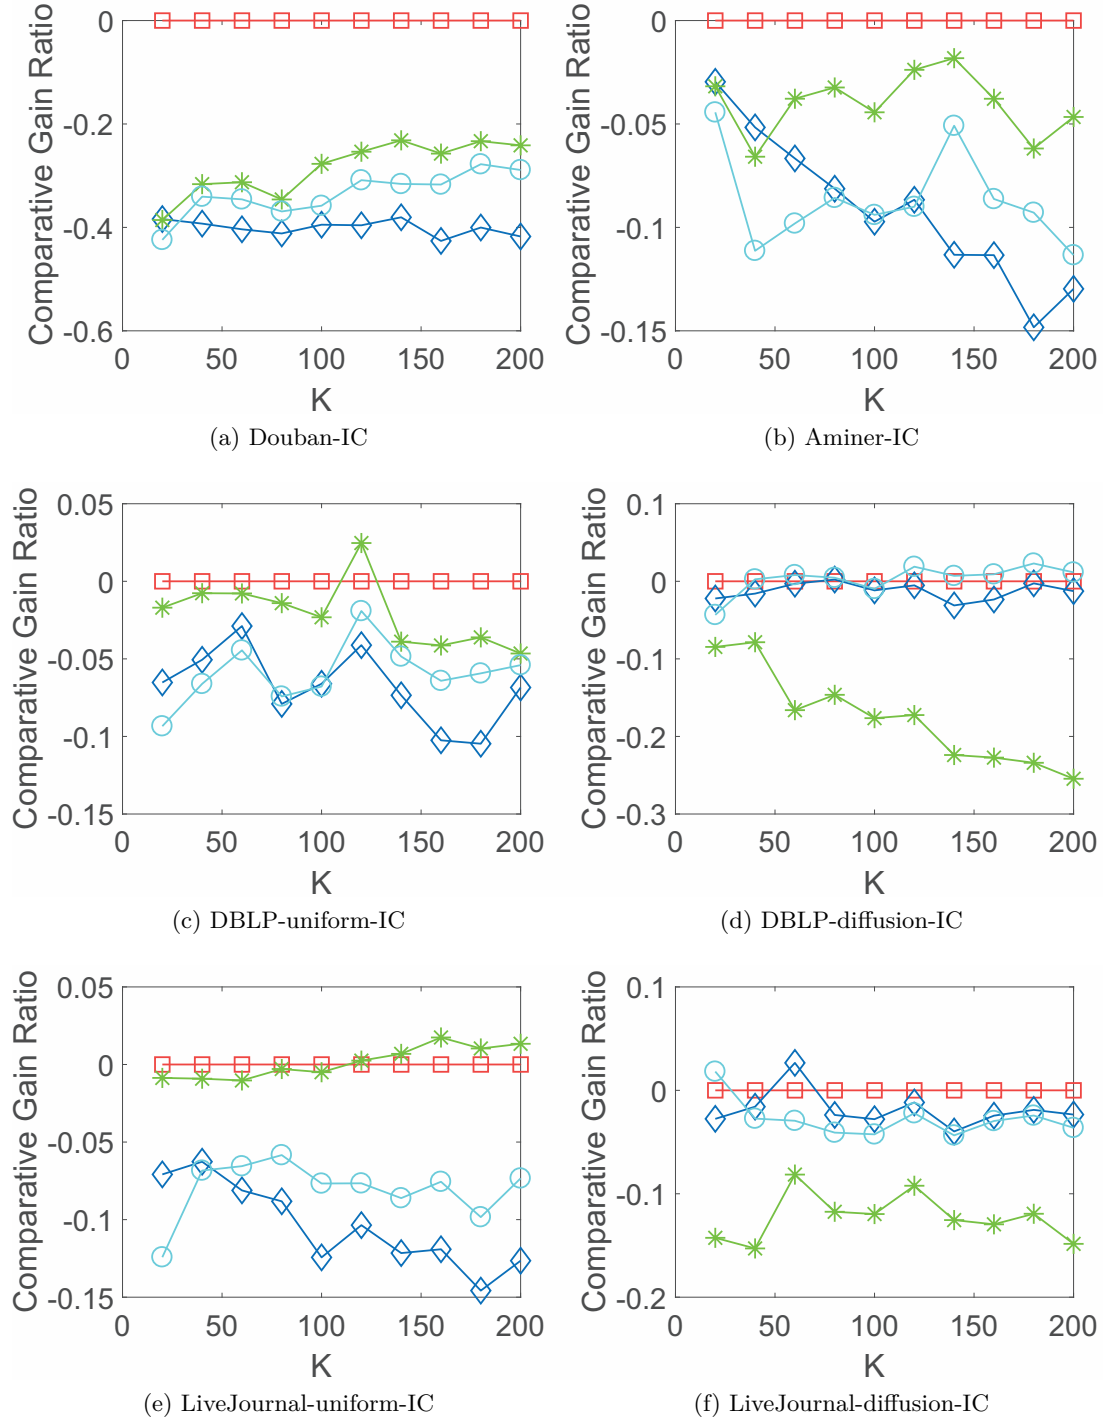 0
-0.2
-0.4
-0.6
0 50 100 150 200
Comparative Gain Ratio
K
(a) Douban-IC
0
-0.05
-0.1
-0.15
0 50 100 150 200
Comparative Gain Ratio
K
(b) Aminer-IC
0.05
0
-0.05
-0.1
-0.15
0 50 100 150 200
Comparative Gain Ratio
K
(c) DBLP-uniform-IC
0.1
0
-0.1
-0.2
-0.3
0 50 100 150 200
Comparative Gain Ratio
K
(d) DBLP-diffusion-IC
0.05
0
-0.05
-0.1
-0.15
0 50 100 150 200
Comparative Gain Ratio
K
(e) LiveJournal-uniform-IC
0.1
0
-0.1
-0.2
0 50 100 150 200
Comparative Gain Ratio
K
(f) LiveJournal-diffusion-IC